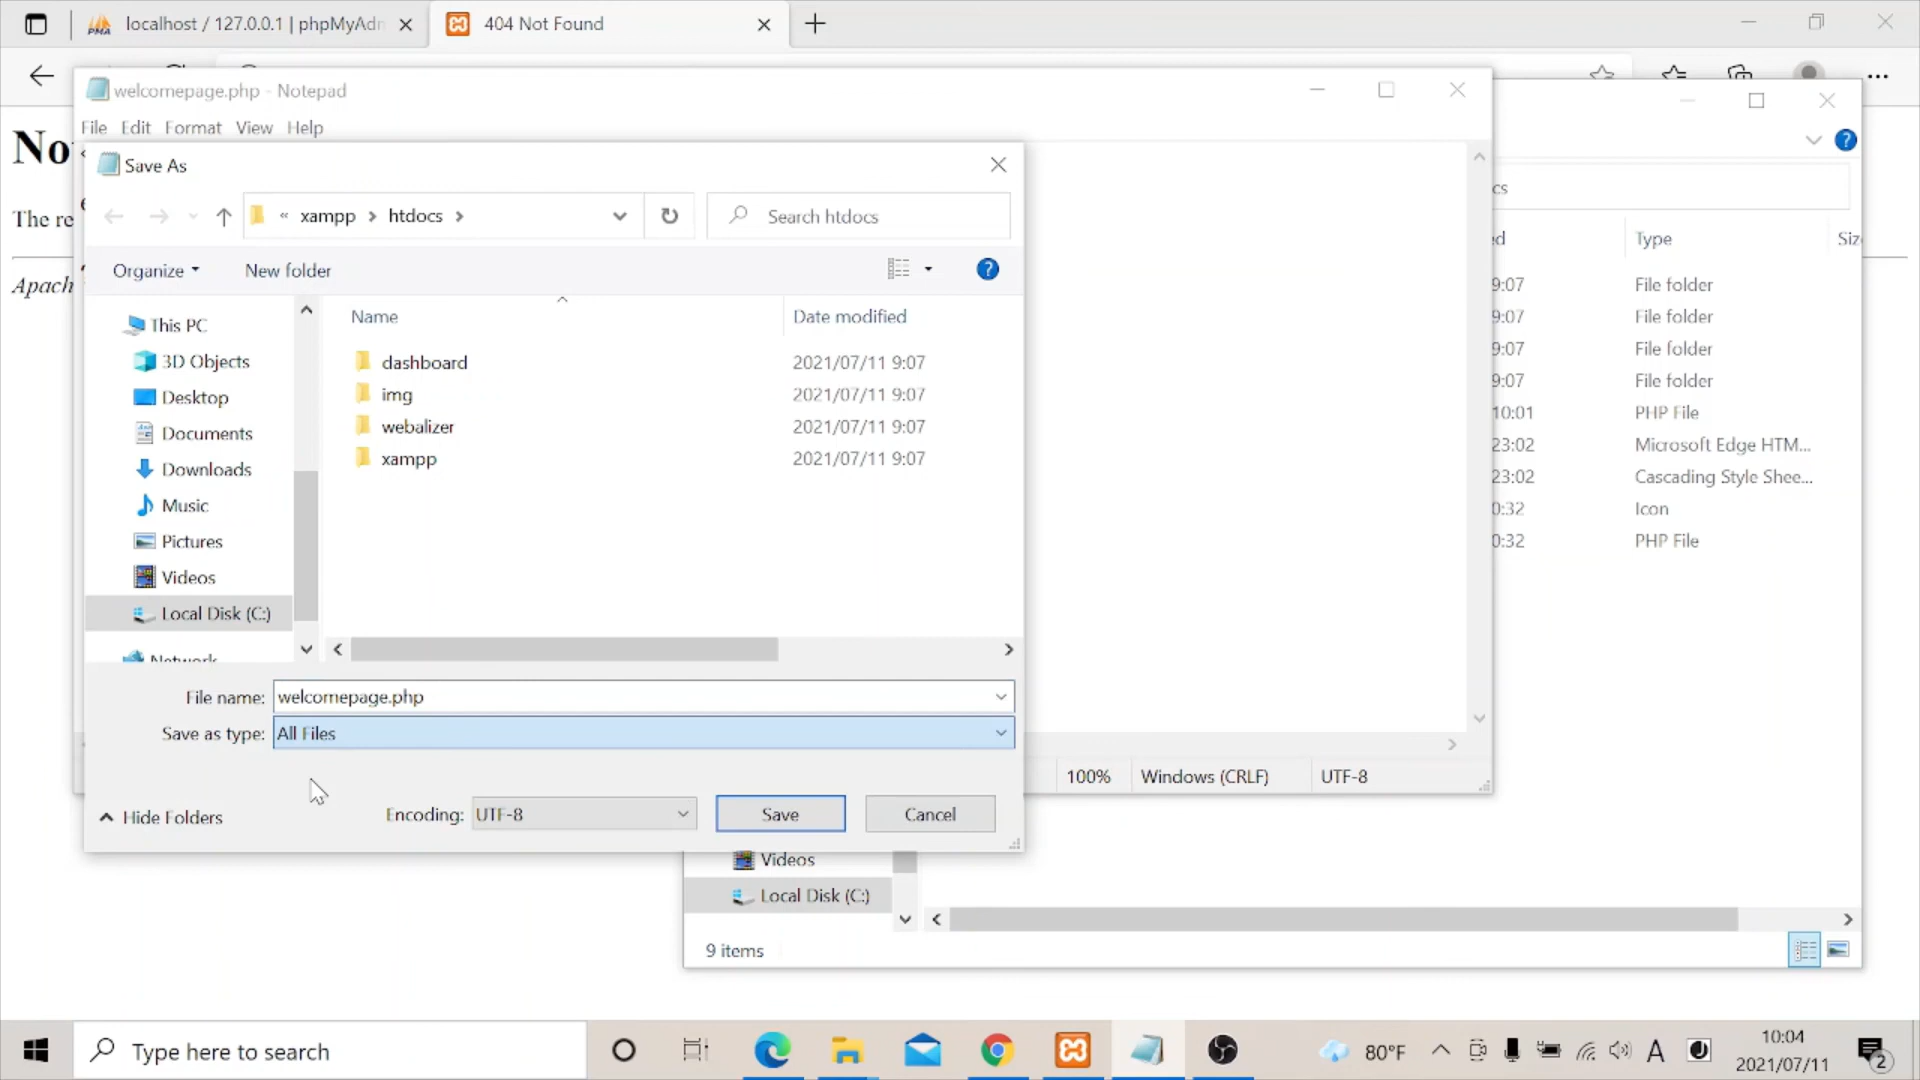 localhost / 127.0.0.1 | phpMyAdn
404 Not Found
welcomepage.php - Notepad
File Edit Format View Help
No
Save As
cs
The re
« xampp > htdocs >
Search htdocs
ed Type Siz
Apach
Organize New folder
9:07 File folder
This PC
Name Date modified
9:07 File folder
3D Objects
dashboard 2021/07/11 9:07
9:07 File folder
Desktop
img 2021/07/11 9:07
9:07 File folder
Documents
webalizer 2021/07/11 9:07
10:01 PHP File
Downloads
xampp 2021/07/11 9:07
23:02 Microsoft Edge HTM...
Music
23:02 Cascading Style Shee...
Pictures
0:32 Icon
Videos
0:32 PHP File
Local Disk (C:)
Network
File name: welcomepage.php
Save as type: All Files
100% Windows (CRLF) UTF-8
Hide Folders
Encoding: UTF-8
Save Cancel
Videos
Local Disk (C:)
9 items
Type here to search
80°F
A
10:04
2021/07/11
2